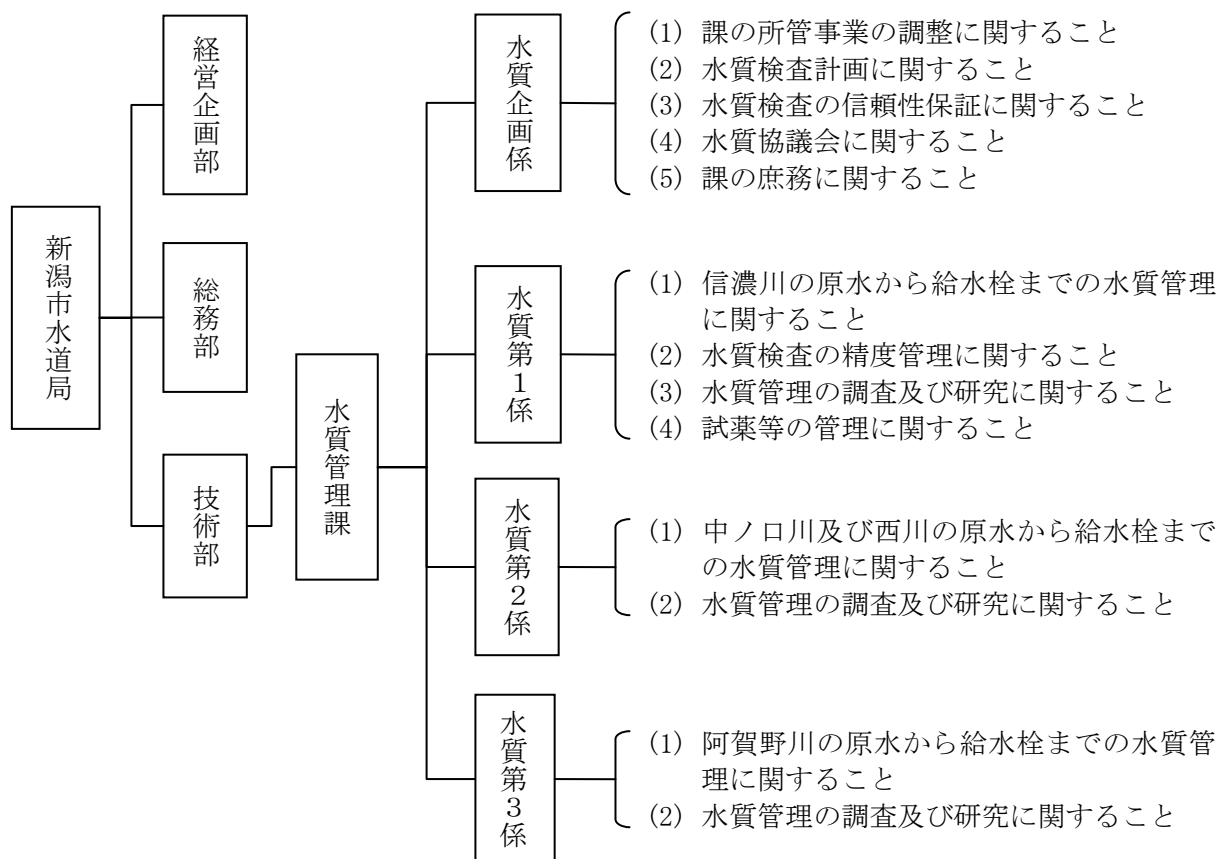 新潟市水道局
経営企画部
総務部
技術部
水質管理課
水質企画係
(1) 課の所管事業の調整に関すること
(2) 水質検査計画に関すること
(3) 水質検査の信頼性保証に関すること
(4) 水質協議会に関すること
(5) 課の庶務に関すること
水質第1係
(1) 信濃川の原水から給水栓までの水質管理
に関すること
(2) 水質検査の精度管理に関すること
(3) 水質管理の調査及び研究に関すること
(4) 試薬等の管理に関すること
水質第2係
(1) 中ノ口川及び西川の原水から給水栓まで
の水質管理に関すること
(2) 水質管理の調査及び研究に関すること
水質第3係
(1) 阿賀野川の原水から給水栓までの水質管
理に関すること
(2) 水質管理の調査及び研究に関すること